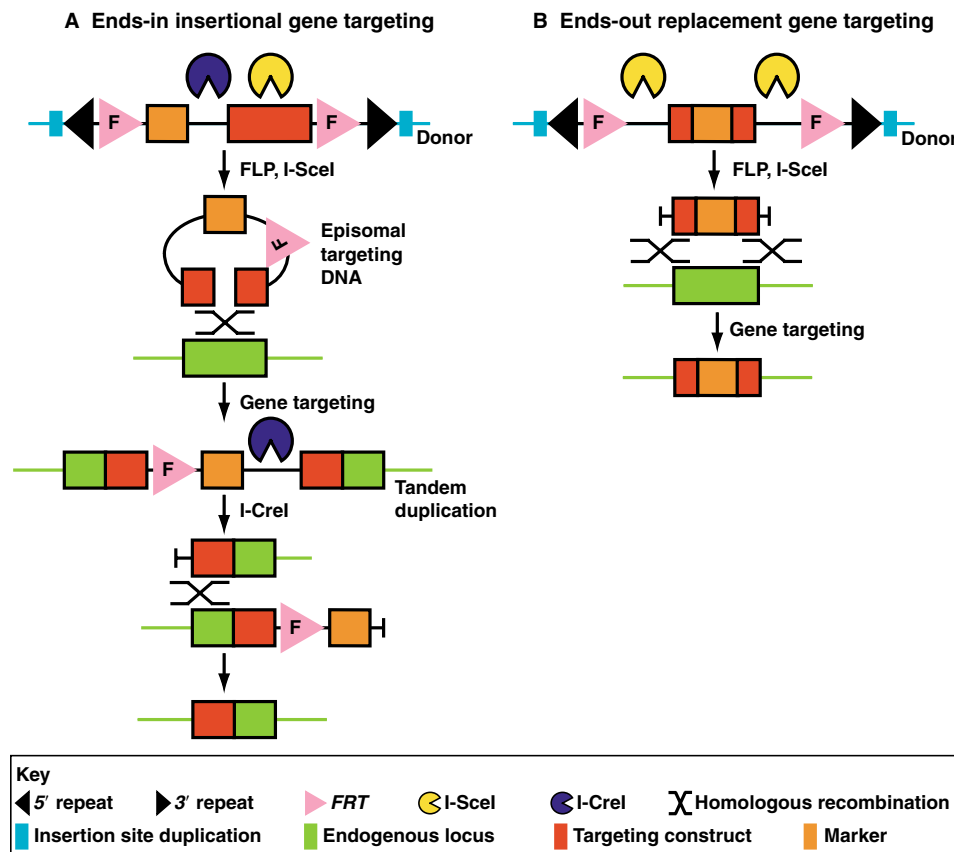 A Ends-in insertional gene targeting
F
F
Donor
FLP, I-SceI
F
Episomal
targeting
DNA
Gene targeting
F
Tandem
duplication
I-CreI
F
B Ends-out replacement gene targeting
F
F
Donor
FLP, I-SceI
Gene targeting
Key
5′ repeat 3′ repeat FRT I-SceI I-CreI Homologous recombination
Insertion site duplication Endogenous locus Targeting construct Marker